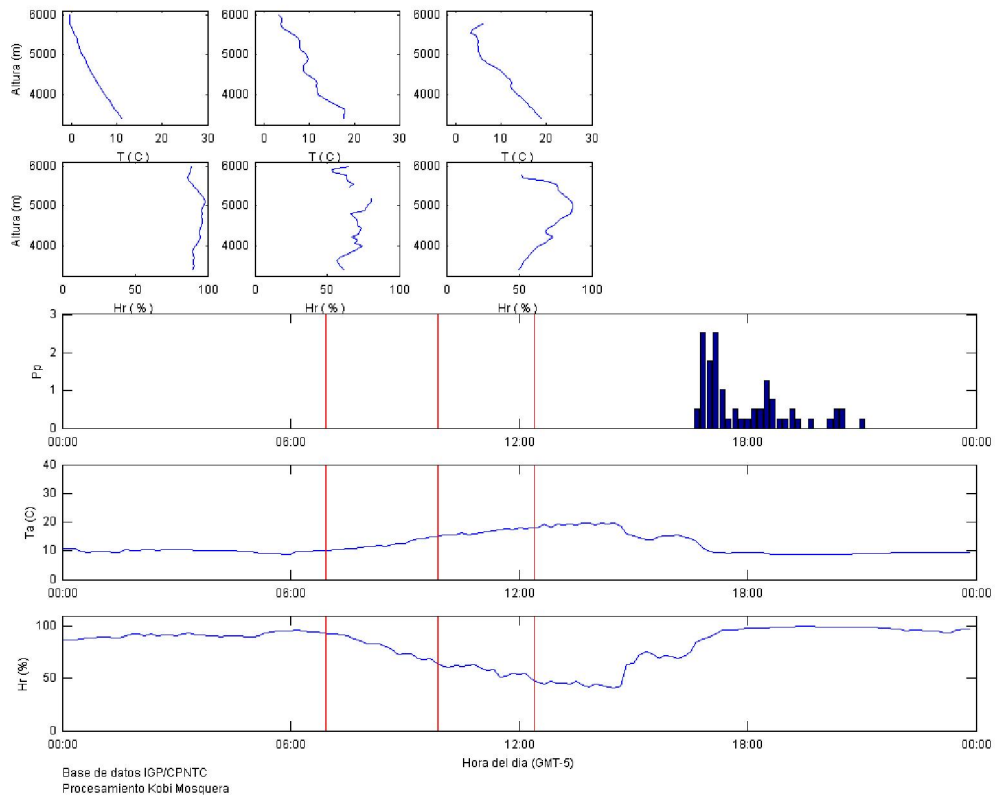 6000 6000 6000
5000 5000 5000
4000 4000 4000
Altura (m)
0 10 20 30 0 10 20 30 0 10 20 30
T ( C ) T ( C ) T ( C )
6000 6000 6000
5000 5000 5000
4000 4000 4000
Altura (m)
0 50 100 0 50 100 0 50 100
Hr ( % ) Hr ( % ) Hr ( % )
3
2
1
0
Pp
00:00 06:00 12:00 18:00 00:00
40
30
20
10
0
Ta (C)
00:00 06:00 12:00 18:00 00:00
100
50
0
Hr (%)
00:00 06:00 12:00 18:00 00:00
Hora del dia (GMT-5)
Base de datos IGP/CPNTC
Procesamiento Kobi Mosquera